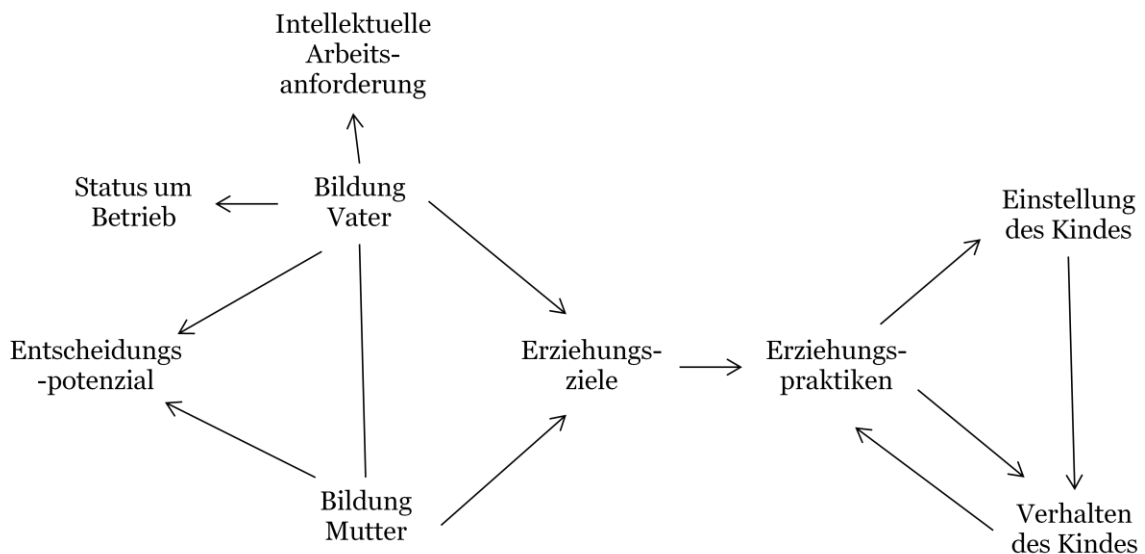 Intellektuelle
Arbeits-
anforderung
Status um
Betrieb
Bildung
Vater
Einstellung
des Kindes
Entscheidungs
-potenzial
Erziehungs-
ziele
Erziehungs-
praktiken
Bildung
Mutter
Verhalten
des Kindes